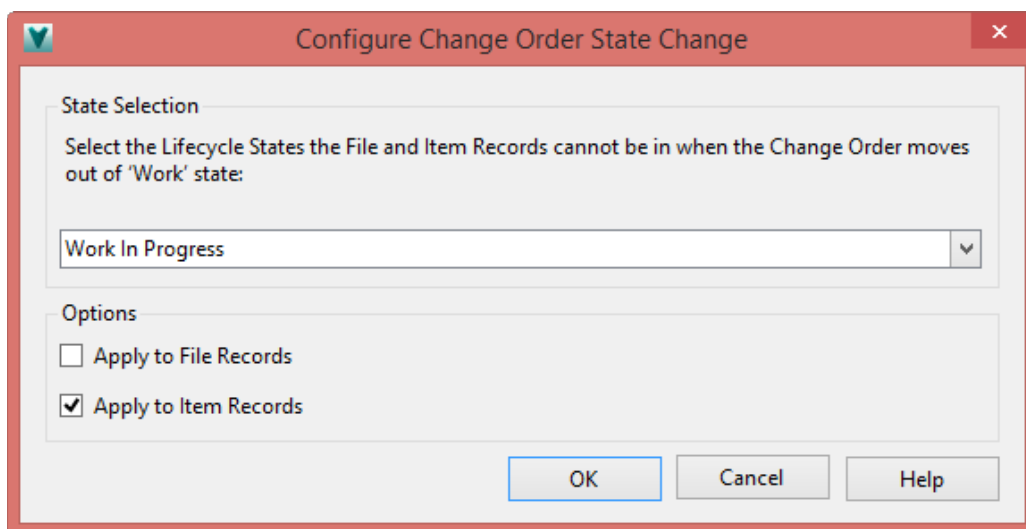 Configure Change Order State Change
State Selection
Select the Lifecycle States the File and Item Records cannot be in when the Change Order moves
out of ‘Work’ state:
Work In Progress
Options
Apply to File Records
Apply to Item Records
OK
Cancel
Help